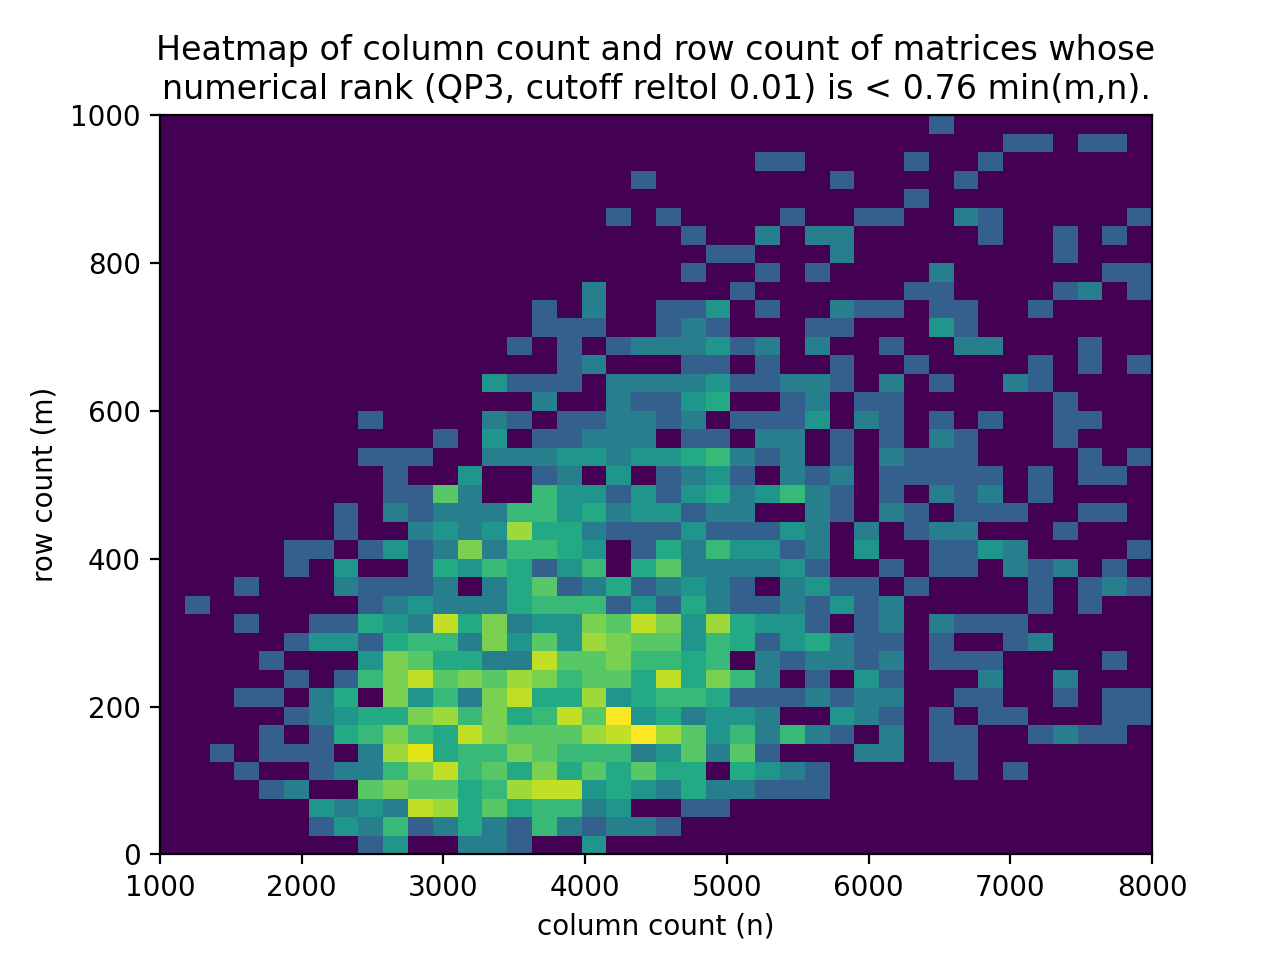 Heatmap of column count and row count of matrices whose
numerical rank (QP3, cutoff reltol 0.01) is < 0.76 min(m,n).
1000
800
600
400
200
0
row count (m)
1000 2000 3000 4000 5000 6000 7000 8000
column count (n)